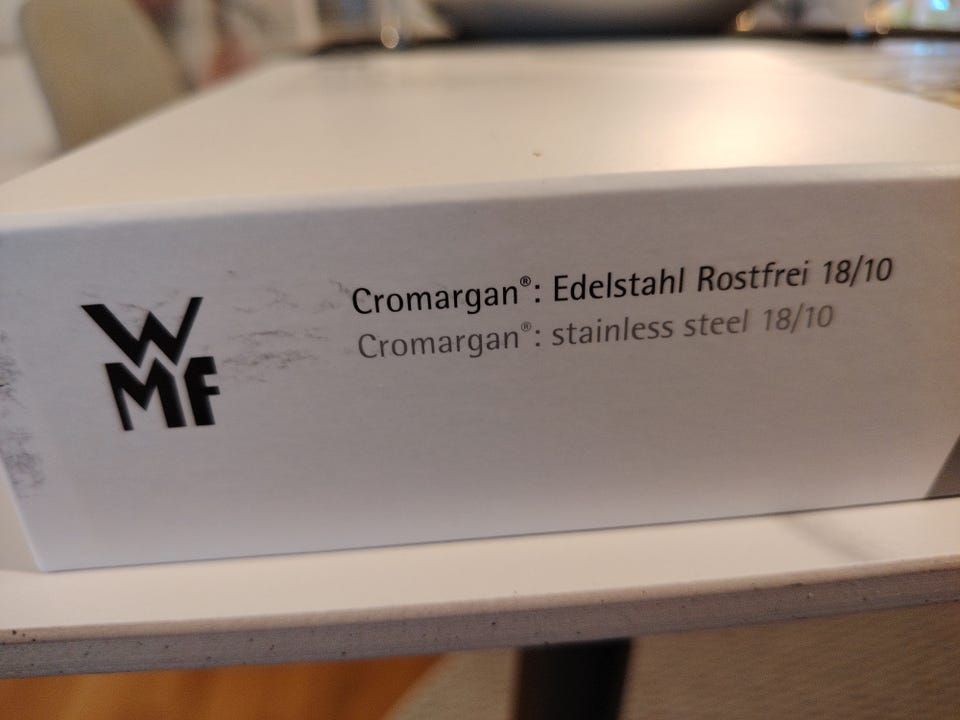 WMF
Cromargan®: Edelstahl Rostfrei 18/10
Cromargan®: stainless steel 18/10